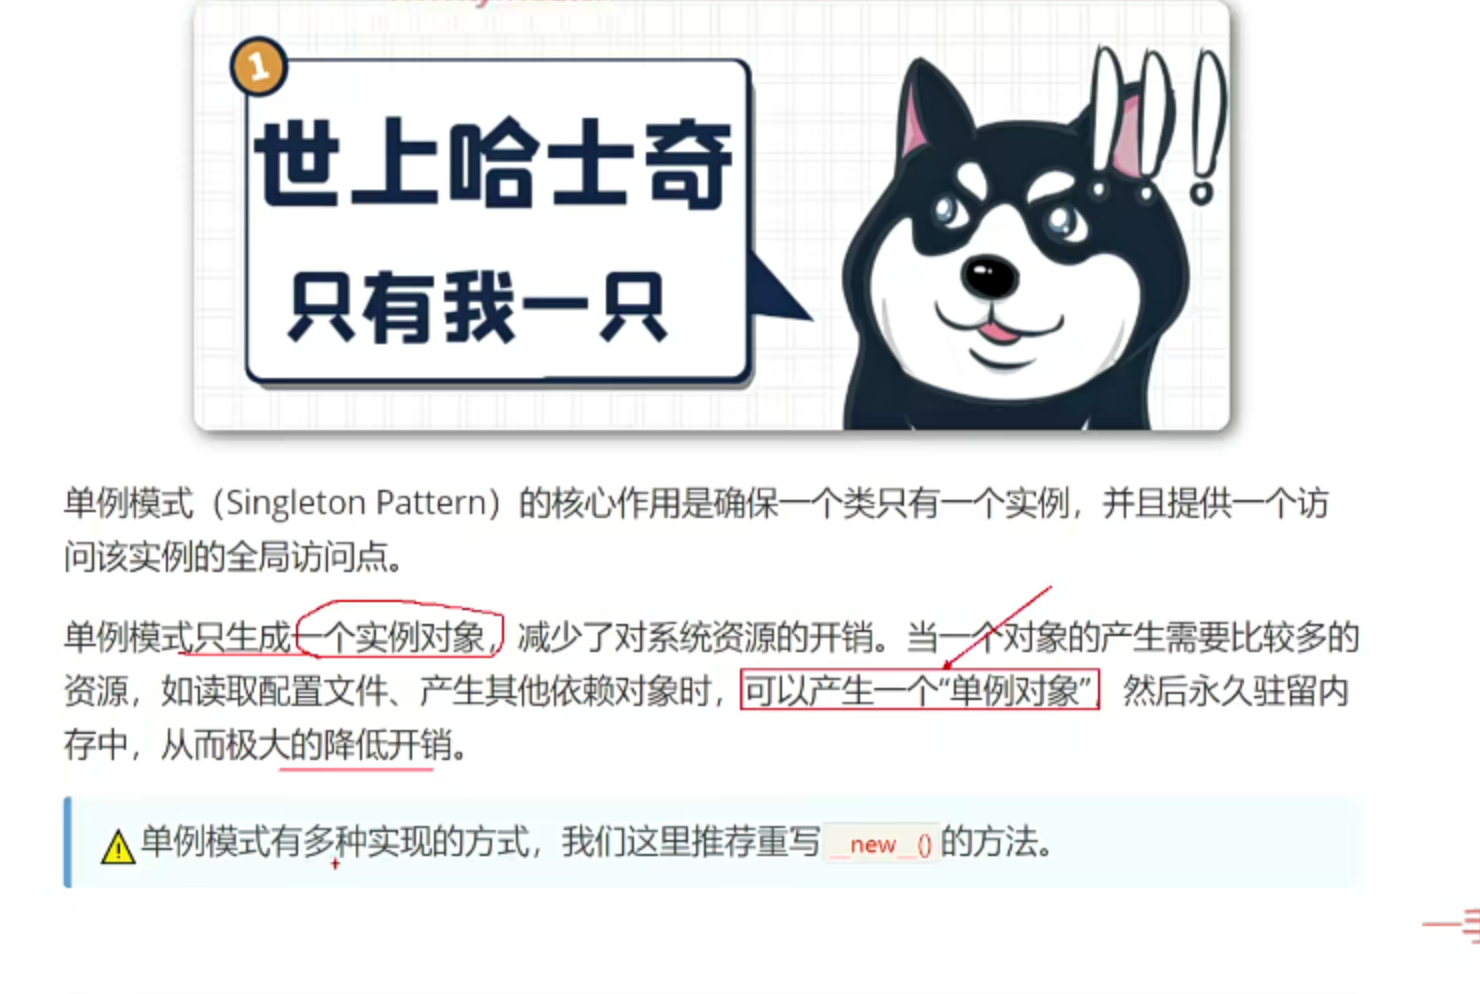 1
世上哈士奇
只有我一只
单例模式（Singleton Pattern）的核心作用是确保一个类只有一个实例，并且提供一个访
问该实例的全局访问点。
单例模式只生成一个实例对象，减少了对系统资源的开销。当一个对象的产生需要比较多的
资源，如读取配置文件、产生其他依赖对象时，可以产生一个“单例对象”，然后永久驻留内
存中，从而极大的降低开销。
单例模式有多种实现的方式，我们这里推荐重写__new__()的方法。